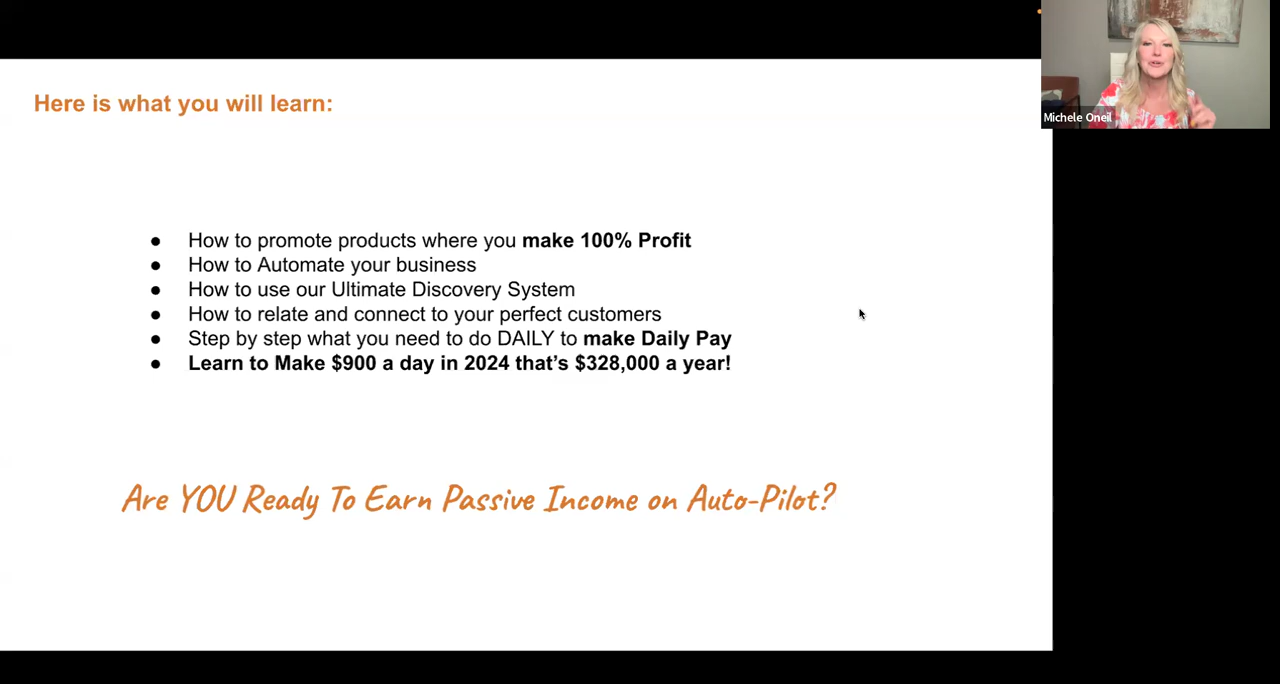 Here is what you will learn:
Michele Oneil
● How to promote products where you make 100% Profit
● How to Automate your business
● How to use our Ultimate Discovery System
● How to relate and connect to your perfect customers
● Step by step what you need to do DAILY to make Daily Pay
● Learn to Make $900 a day in 2024 that’s $328,000 a year!
Are YOU Ready To Earn Passive Income on Auto-Pilot?